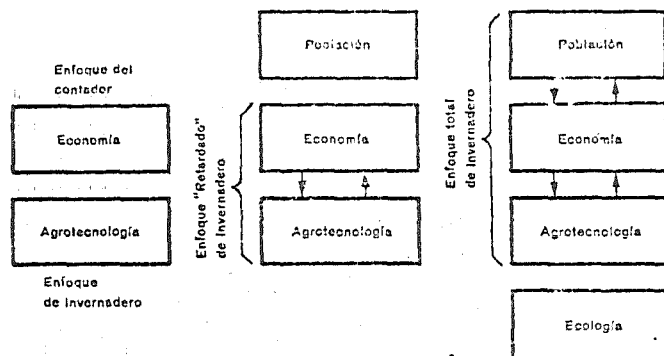 Enfoque del
contador
Economía
Agrotecnología
Enfoque
de Invernadero
Población
Enfoque "Retardado"
de Invernadero
Economía
Agrotecnología
Enfoque total
de Invernadero
Población
Economía
Agrotecnología
Ecología